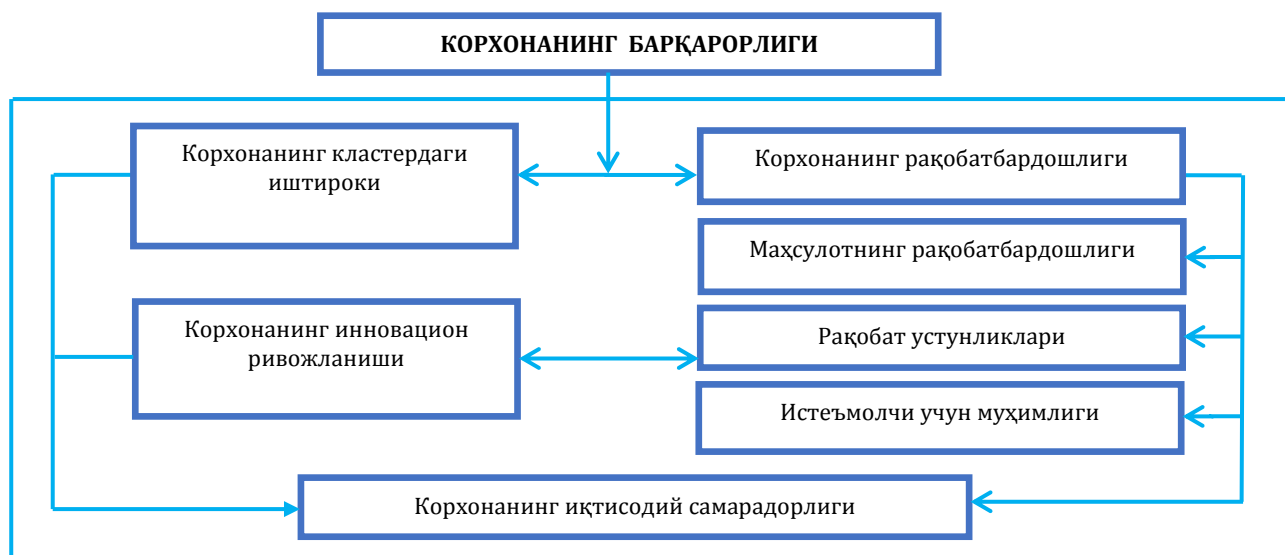 КОРХОНАНИНГ БАРҚАРОРЛИГИ
Корхонанинг кластердаги
иштироки
Корхонанинг рақобатбардошлиги
Маҳсулотнинг рақобатбардошлиги
Корхонанинг инновацион
ривожланиши
Рақобат устунликлари
Истеъмолчи учун муҳимлиги
Корхонанинг иқтисодий самарадорлиги